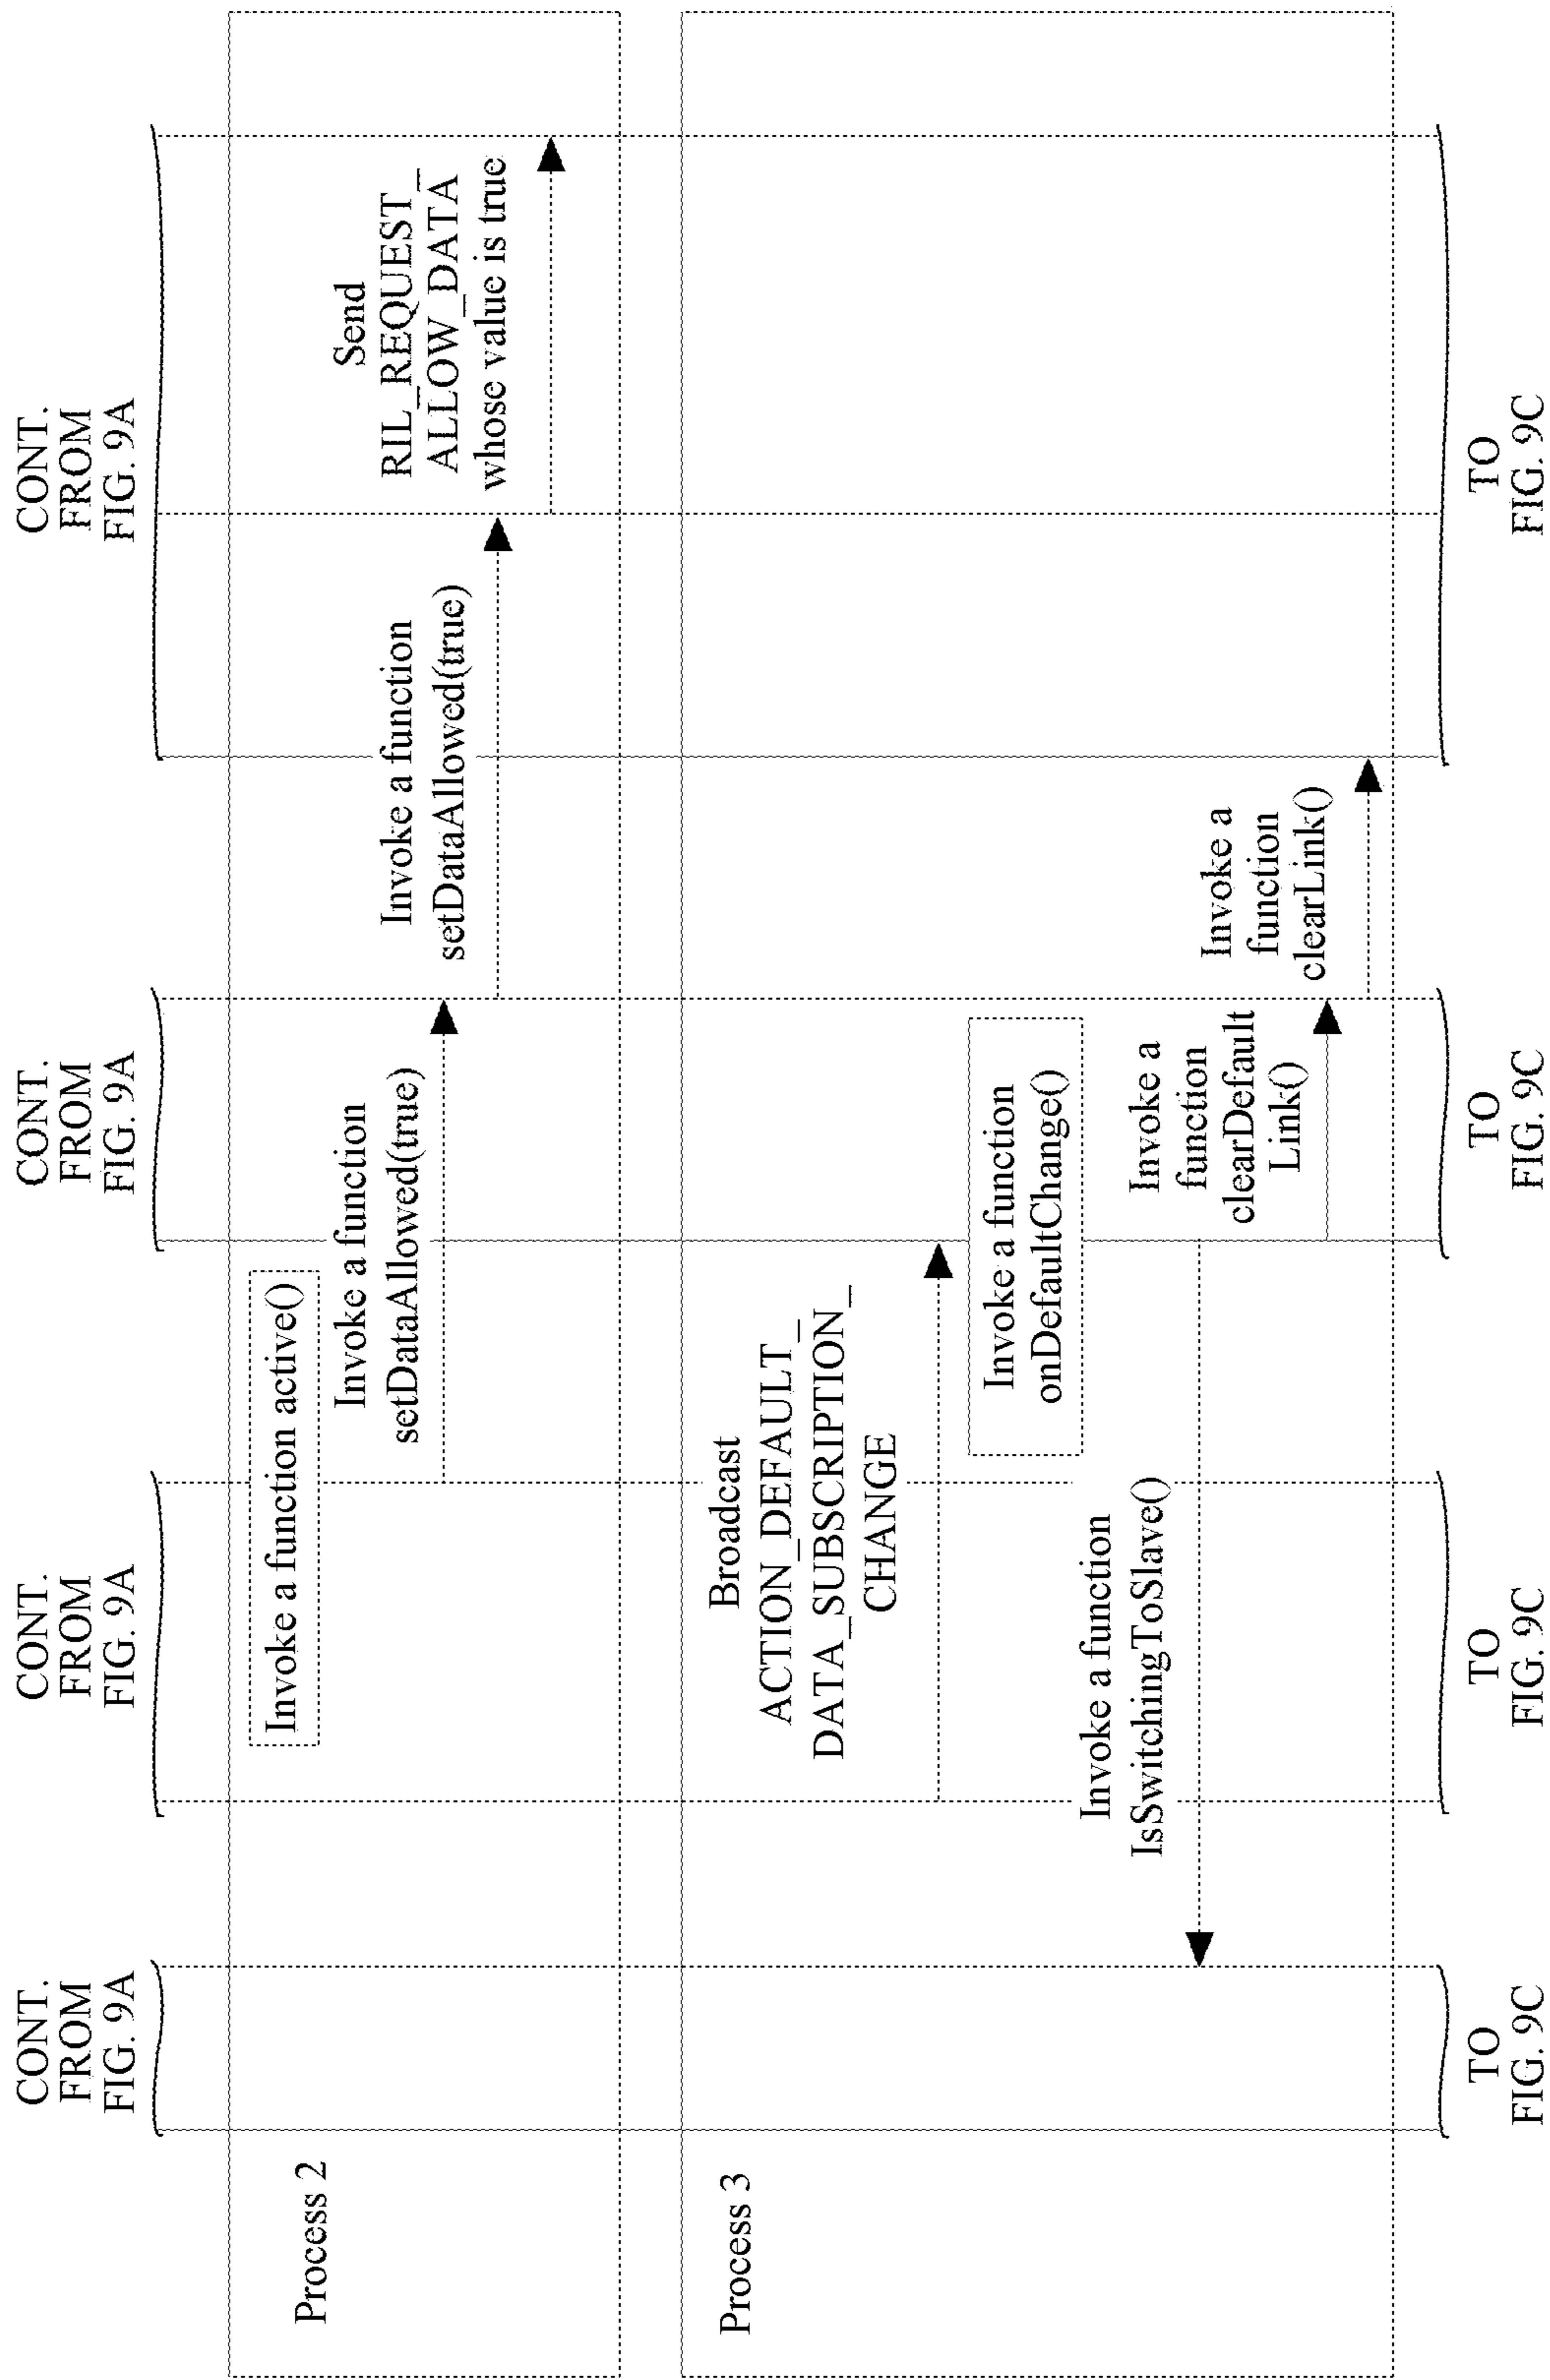 CONT.
FROM
FIG. 9A
CONT.
FROM
FIG. 9A
CONT.
FROM
FIG. 9A
CONT.
FROM
FIG. 9A
Process 2
Invoke a function active()
Invoke a function
setDataAllowed(true)
Invoke a function
setDataAllowed(true)
Send
RIL_REQUEST_
ALLOW_DATA
whose value is true
Process 3
Broadcast
ACTION_DEFAULT_
DATA_SUBSCRIPTION_
CHANGE
Invoke a function
onDefaultChange()
Invoke a function
IsSwitchingToSlave()
Invoke a
function
clearDefault
Link()
Invoke a
function
clearLink()
TO
FIG. 9C
TO
FIG. 9C
TO
FIG. 9C
TO
FIG. 9C